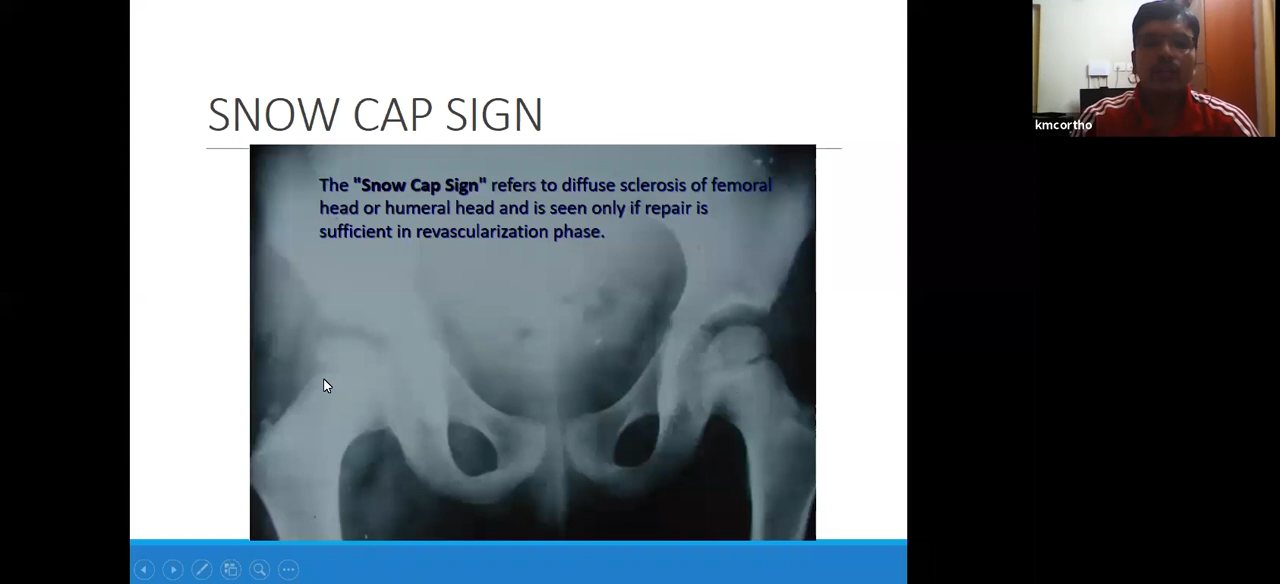 SNOW CAP SIGN
The "Snow Cap Sign" refers to diffuse sclerosis of femoral
head or humeral head and is seen only if repair is
sufficient in revascularization phase.
kmcortho